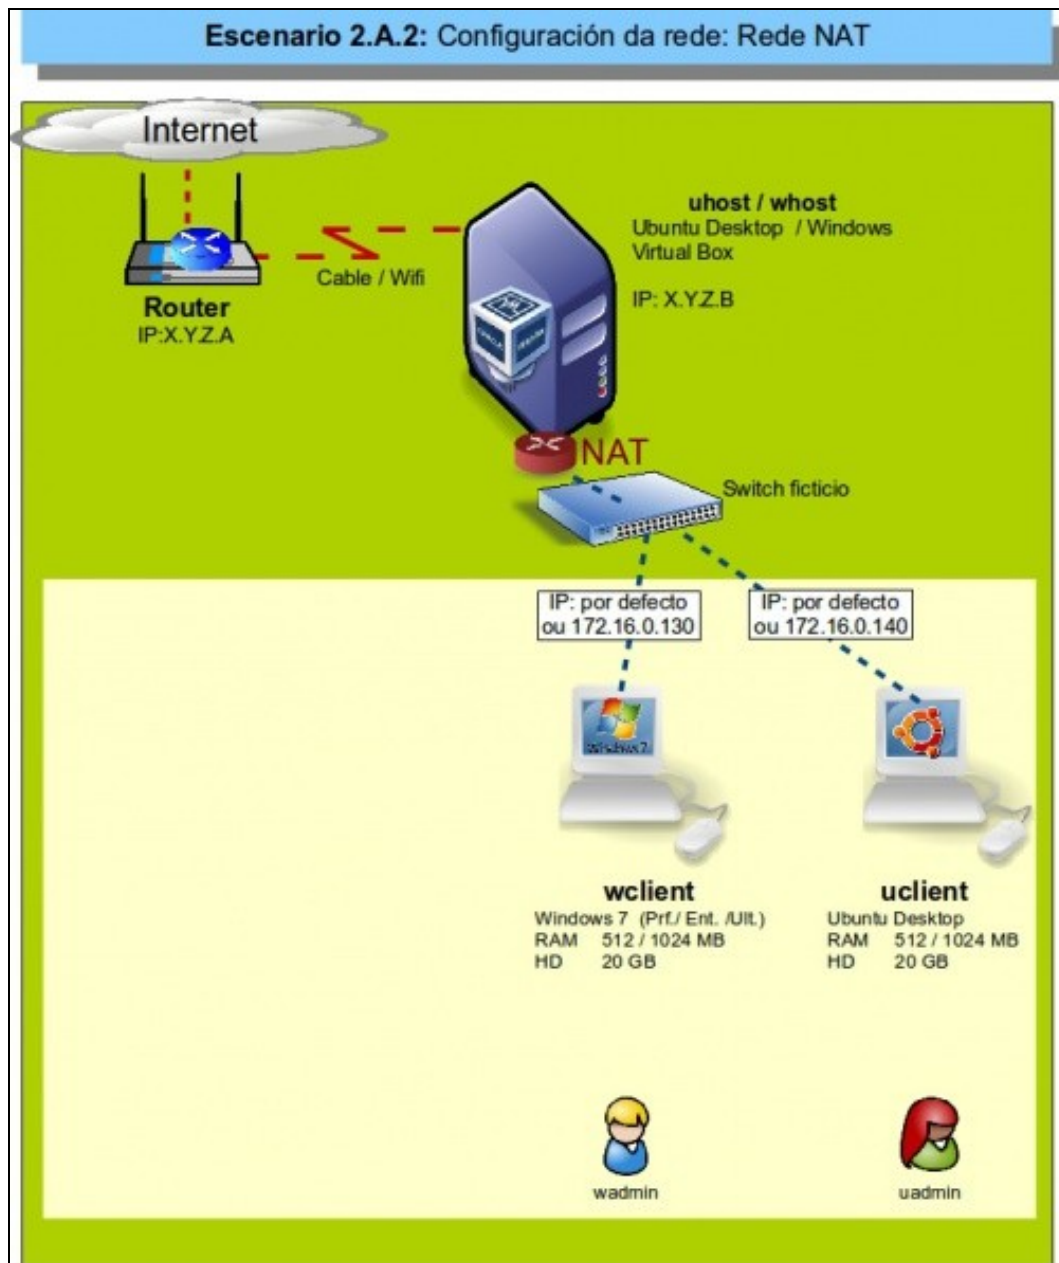 Escenario 2.A.2: Configuración da rede: Rede NAT
Internet
Cable / Wifi
Router
IP:X.Y.Z.A
uhost / whost
Ubuntu Desktop / Windows
Virtual Box
IP: X.Y.Z.B
NAT
Switch ficticio
IP: por defecto
ou 172.16.0.130
IP: por defecto
ou 172.16.0.140
Windows 7
wclient
Windows 7 (Prf./ Ent. /Ult.)
RAM 512 / 1024 MB
HD 20 GB
uclient
Ubuntu Desktop
RAM 512 / 1024 MB
HD 20 GB
wadmin
uadmin